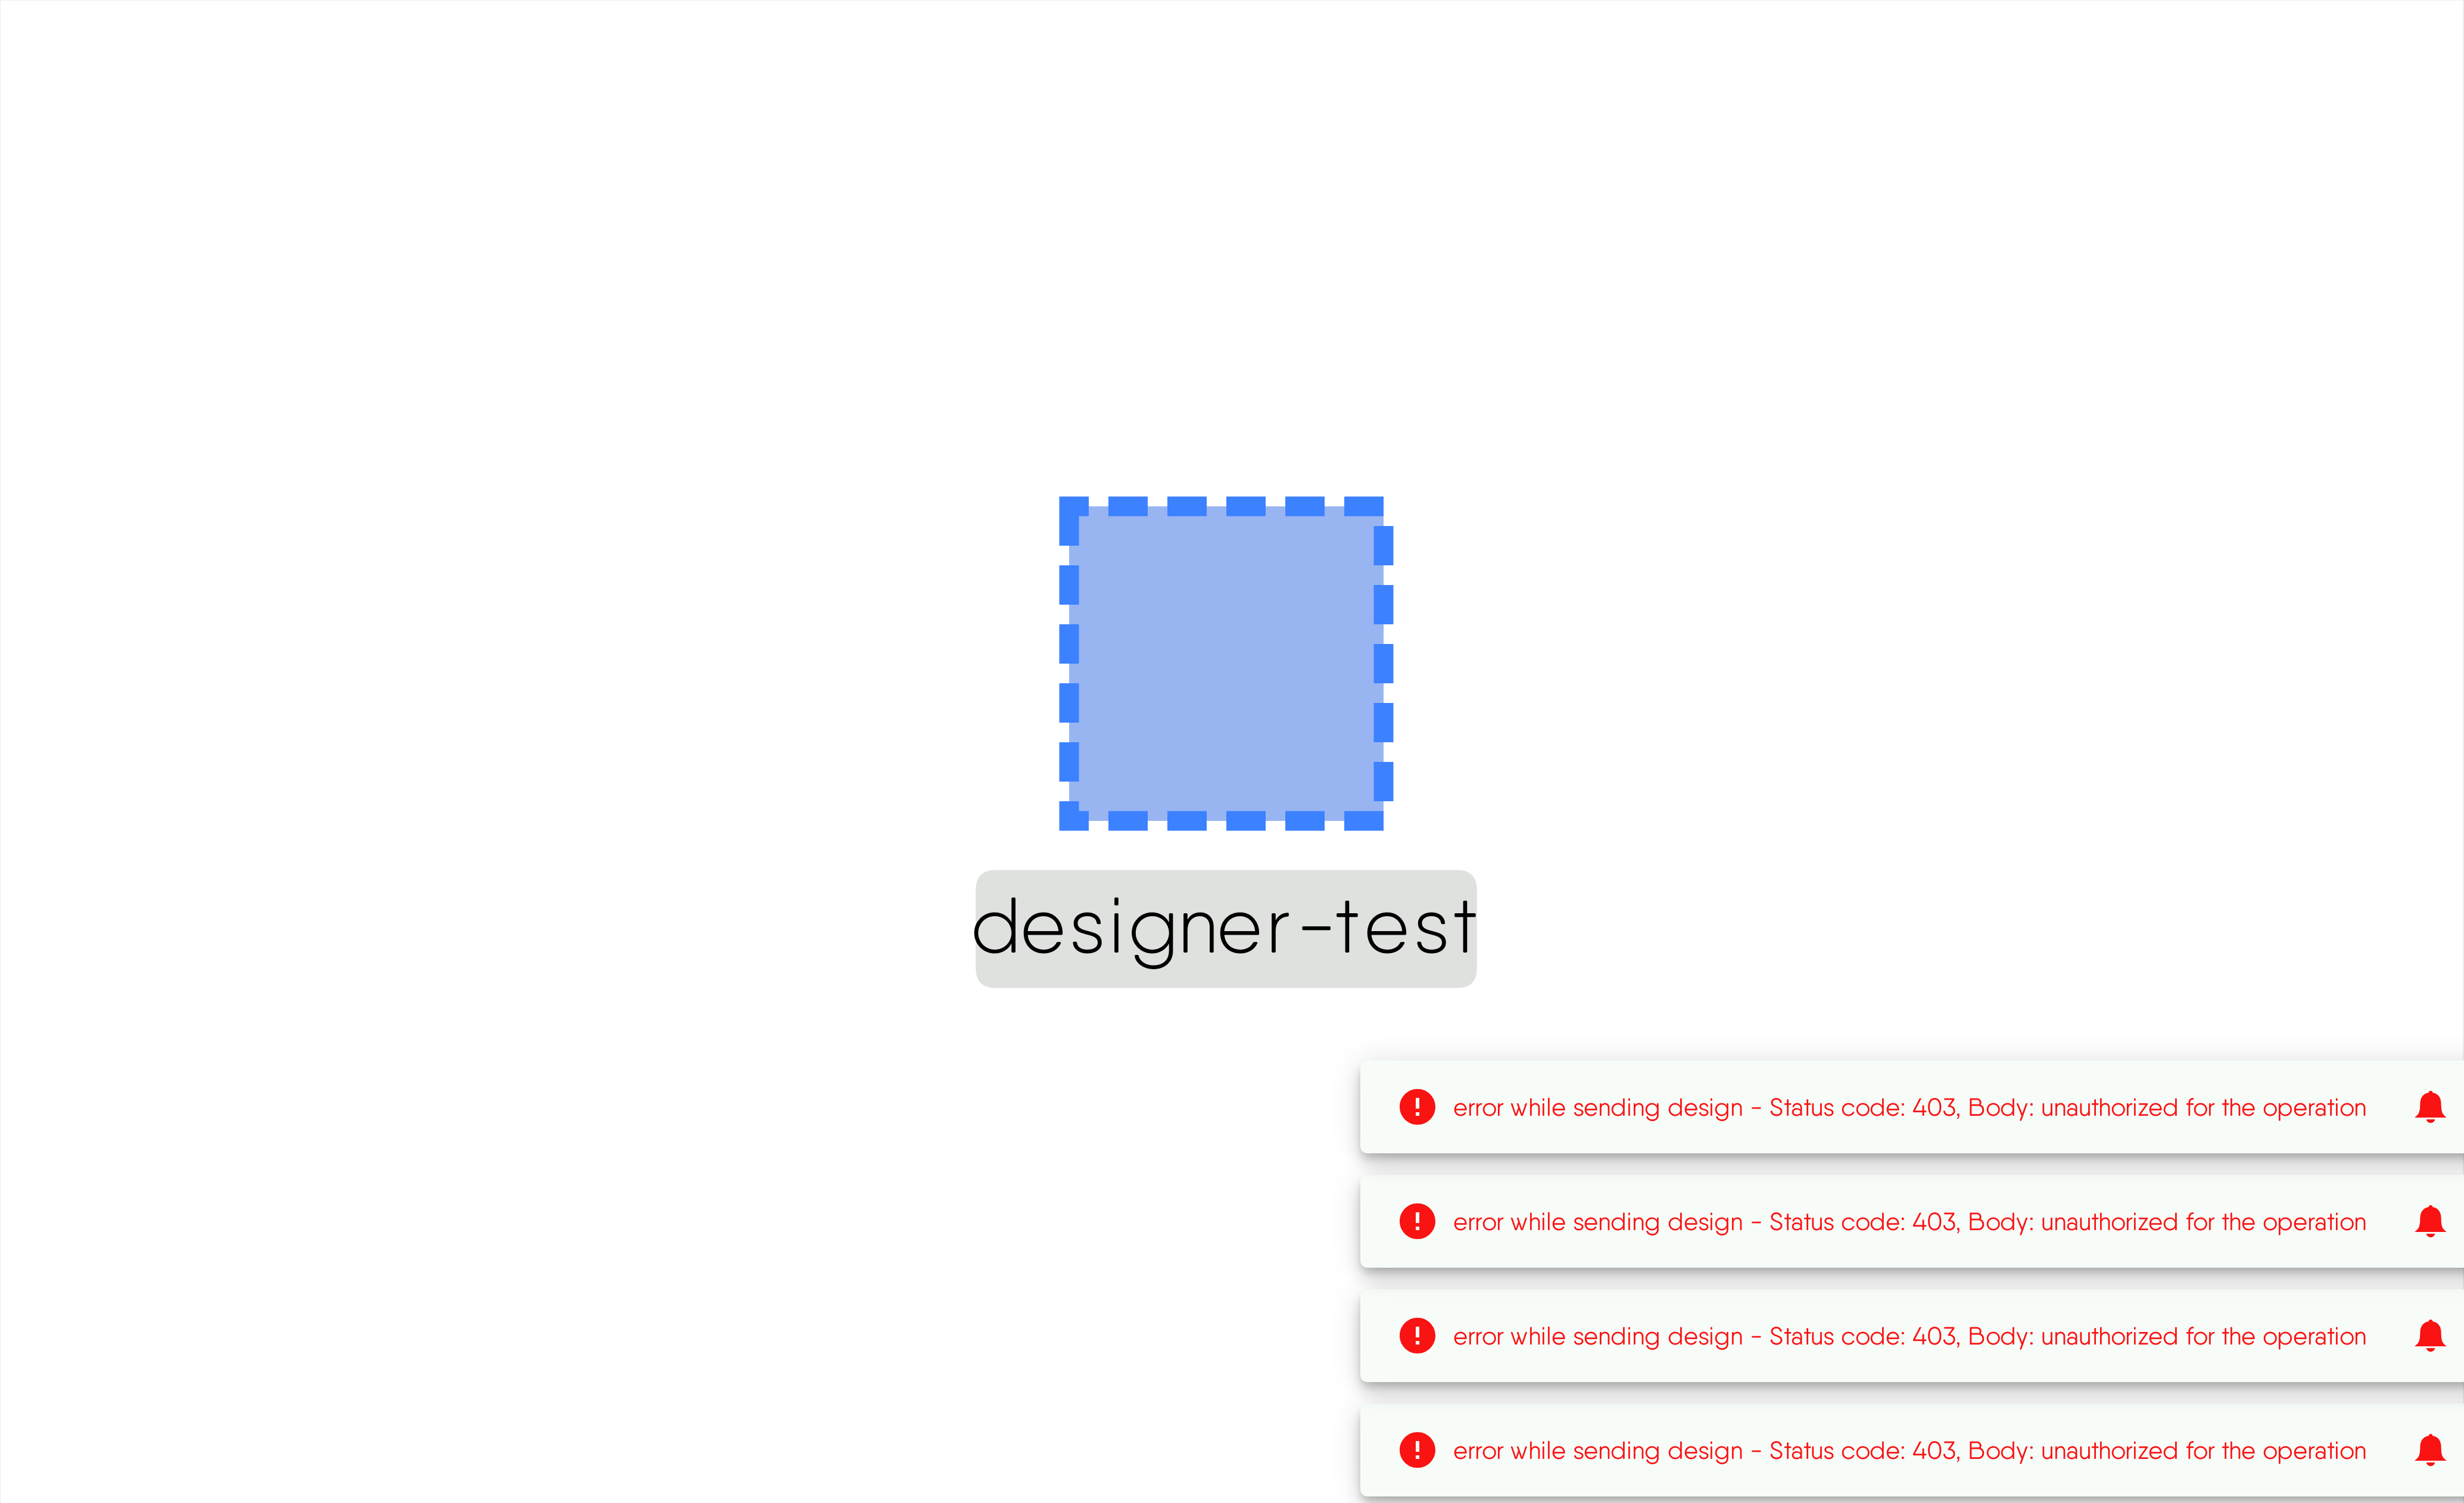 designer-test
error while sending design - Status code: 403, Body: unauthorized for the operation
error while sending design - Status code: 403, Body: unauthorized for the operation
error while sending design - Status code: 403, Body: unauthorized for the operation
error while sending design - Status code: 403, Body: unauthorized for the operation